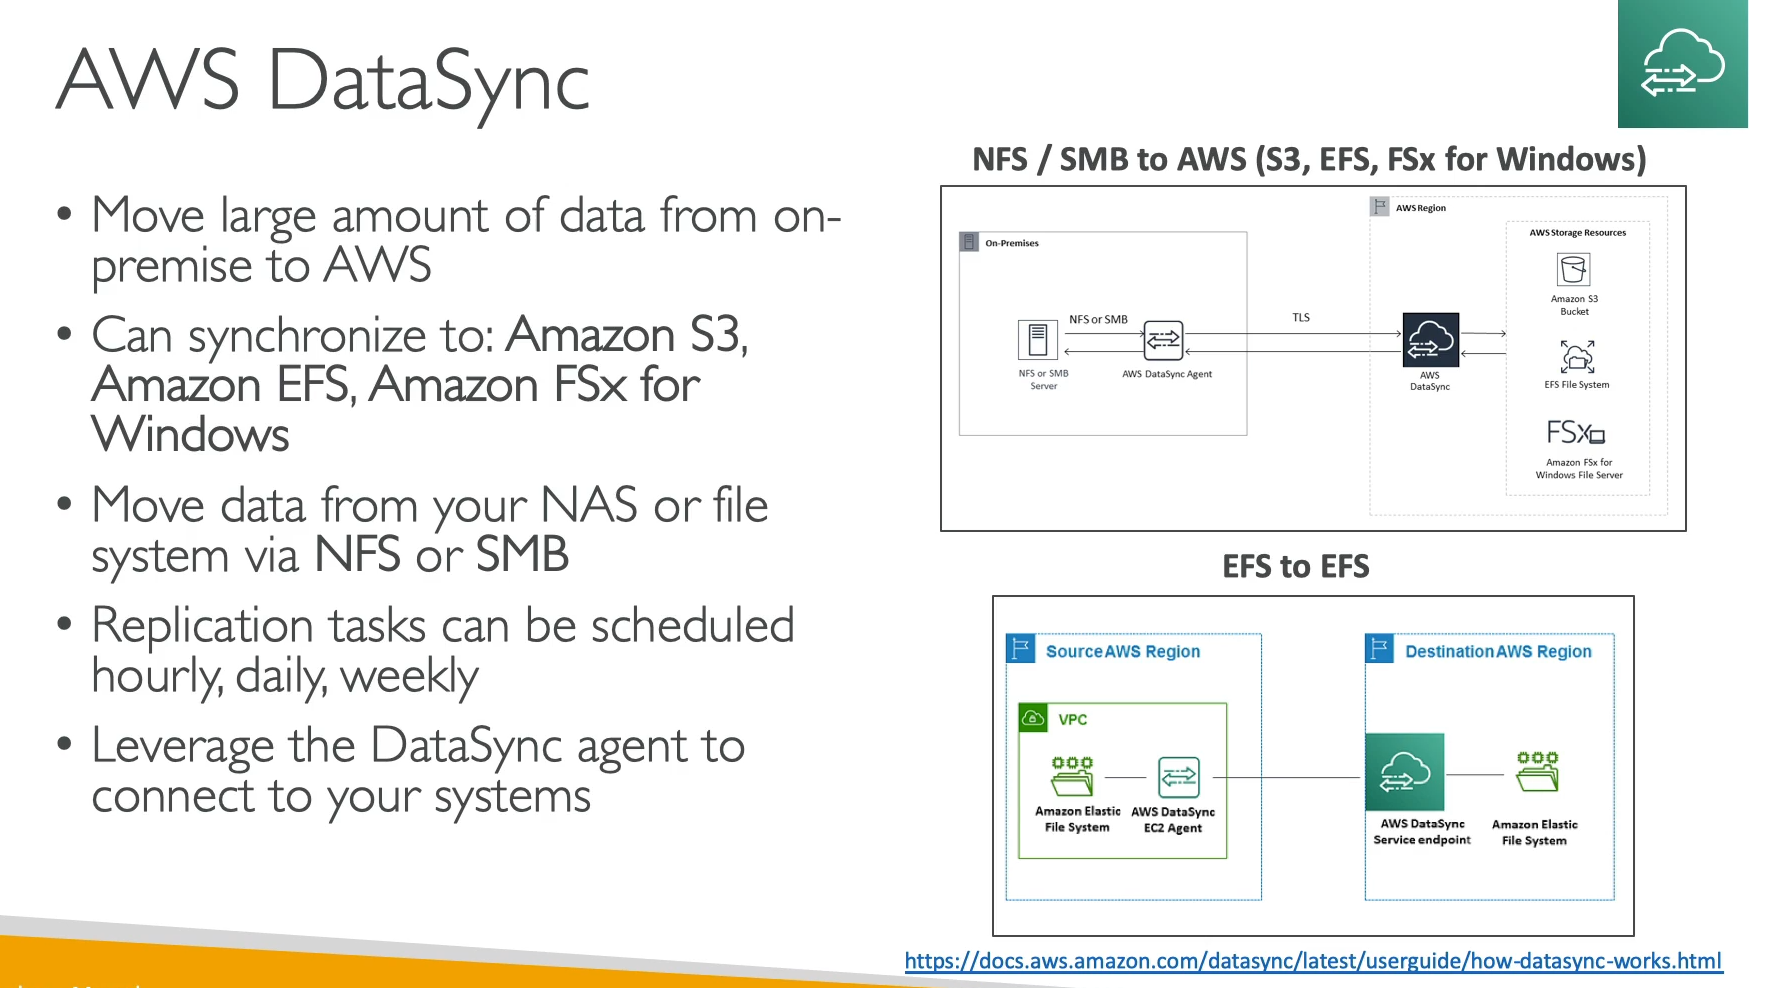 AWS DataSync
• Move large amount of data from on-
premise to AWS
• Can synchronize to: Amazon S3,
Amazon EFS, Amazon FSx for
Windows
• Move data from your NAS or file
system via NFS or SMB
• Replication tasks can be scheduled
hourly, daily, weekly
• Leverage the DataSync agent to
connect to your systems
NFS / SMB to AWS (S3, EFS, FSx for Windows)
AWS Region
AWS Storage Resources
On-Premises
Amazon S3
Bucket
NFS or SMB
TLS
NFS or SMB
Server
AWS DataSync Agent
AWS
DataSync
EFS File System
FSx
Amazon FSx for
Windows File Server
EFS to EFS
Source AWS Region
VPC
Amazon Elastic
File System
AWS DataSync
EC2 Agent
Destination AWS Region
AWS DataSync
Service endpoint
Amazon Elastic
File System
https://docs.aws.amazon.com/datasync/latest/userguide/how-datasync-works.html